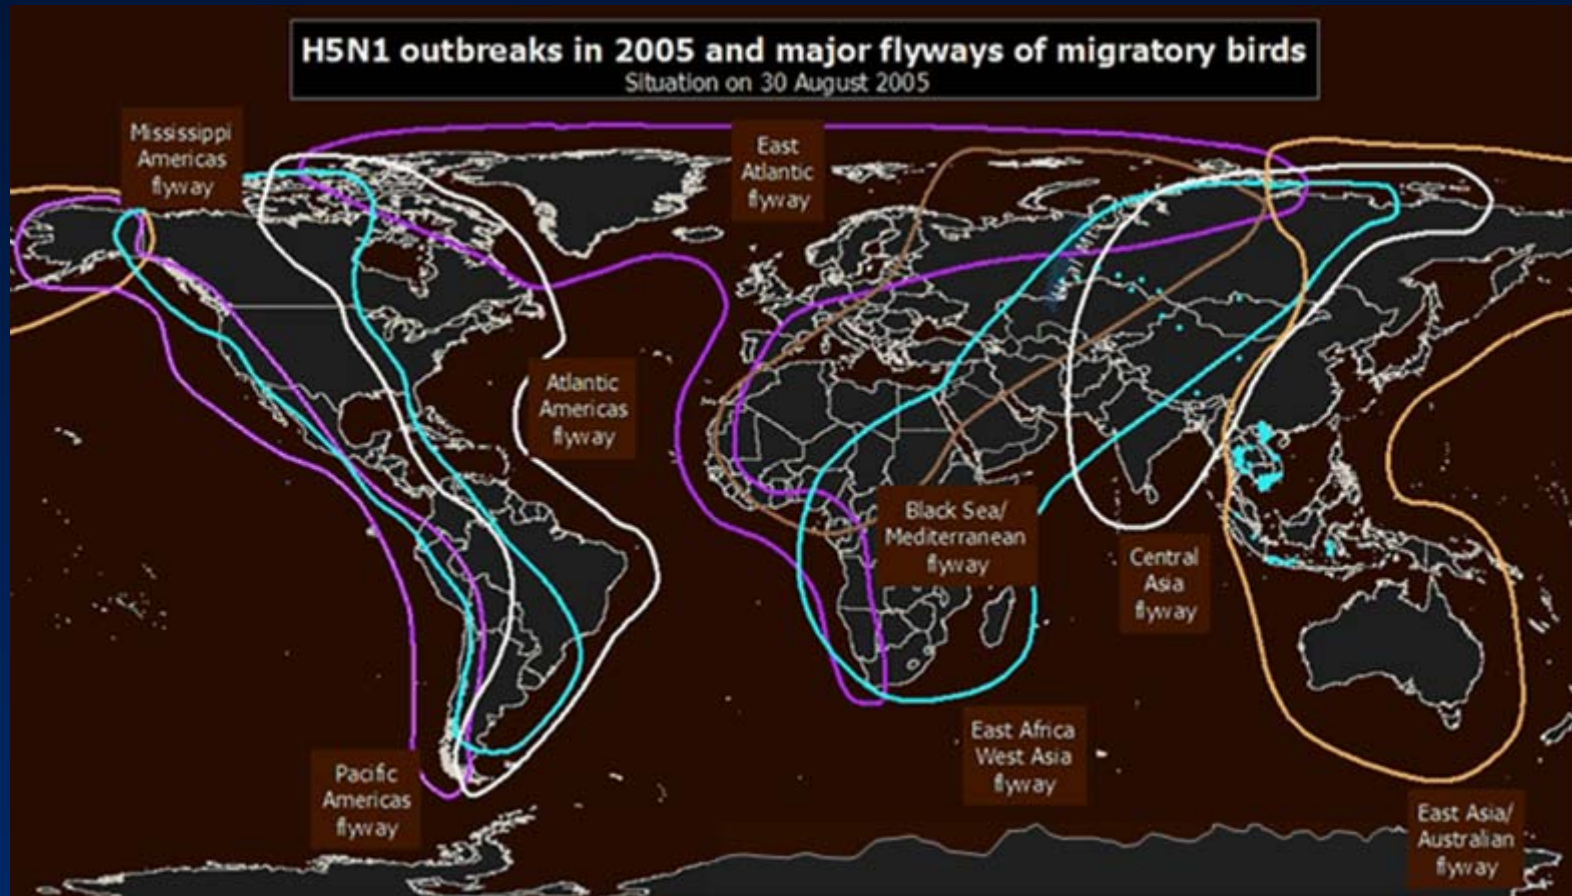 H5N1 outbreaks in 2005 and major flyways of migratory birds
Situation on 30 August 2005
Mississippi
Americas
flyway
East
Atlantic
flyway
Atlantic
Americas
flyway
Black Sea/
Mediterranean
flyway
Central
Asia
flyway
East Africa
West Asia
flyway
Pacific
Americas
flyway
East Asia/
Australian
flyway